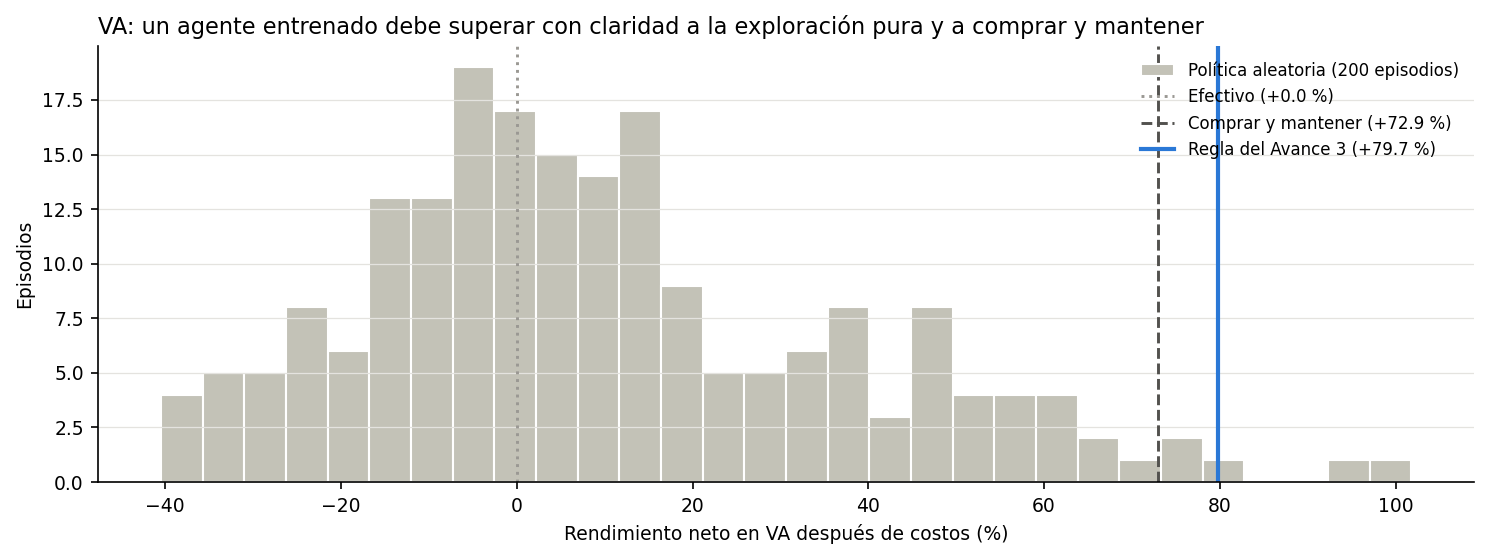 VA: un agente entrenado debe superar con claridad a la exploración pura y a comprar y mantener
Política aleatoria (200 episodios)
Efectivo (+0.0 %)
Comprar y mantener (+72.9 %)
Regla del Avance 3 (+79.7 %)
Episodios
17.5
15.0
12.5
10.0
7.5
5.0
2.5
0.0
−40 −20 0 20 40 60 80 100
Rendimiento neto en VA después de costos (%)